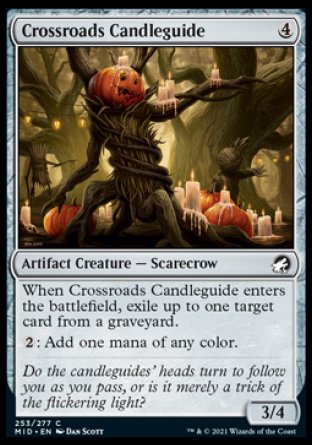 Crossroads Candleguide 4
Artifact Creature — Scarecrow
When Crossroads Candleguide enters
the battlefield, exile up to one target
card from a graveyard.
2: Add one mana of any color.
Do the candleguides' heads turn to follow
you as you pass, or is it merely a trick of
the flickering light?
3/4
253/277 C
MID • EN Dan Scott
™ & © 2021 Wizards of the Coast